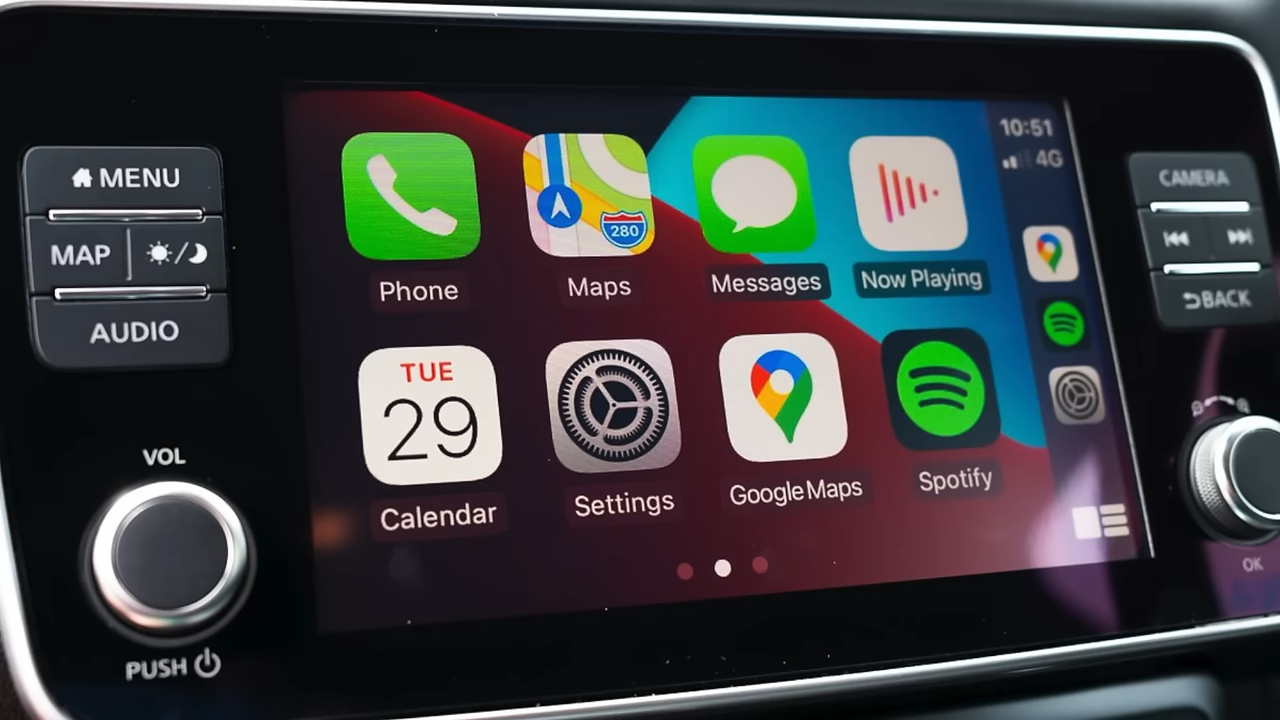 MENU
MAP
AUDIO
VOL
PUSH
Phone
280
Maps
Messages
Now Playing
TUE
29
Calendar
Settings
Google Maps
Spotify
10:51
4G
CAMERA
BACK
OK